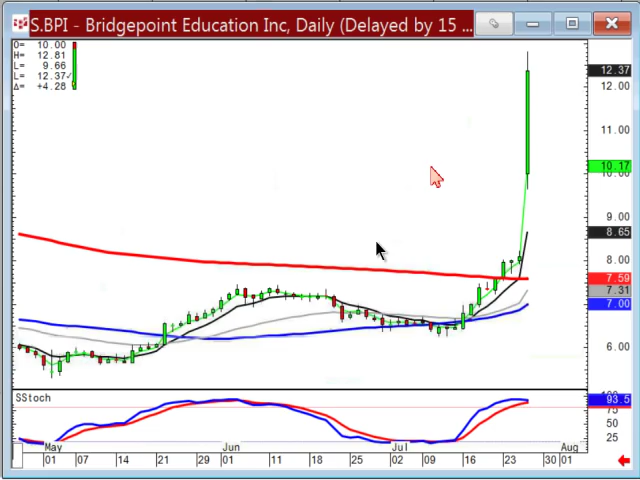 S.BPI - Bridgepoint Education Inc, Daily (Delayed by 15 ...
O= 10.00
H= 12.81
L= 9.66
L= 12.37✓
Δ= +4.28
12.37
12.00
11.00
10.17
10.00
9.00
8.65
8.00
7.59
7.31
7.00
6.00
SStoch
93.5
75
50
25
May Jun Jul Aug
01 07 14 21 29 01 11 18 25 02 09 16 23 30 01